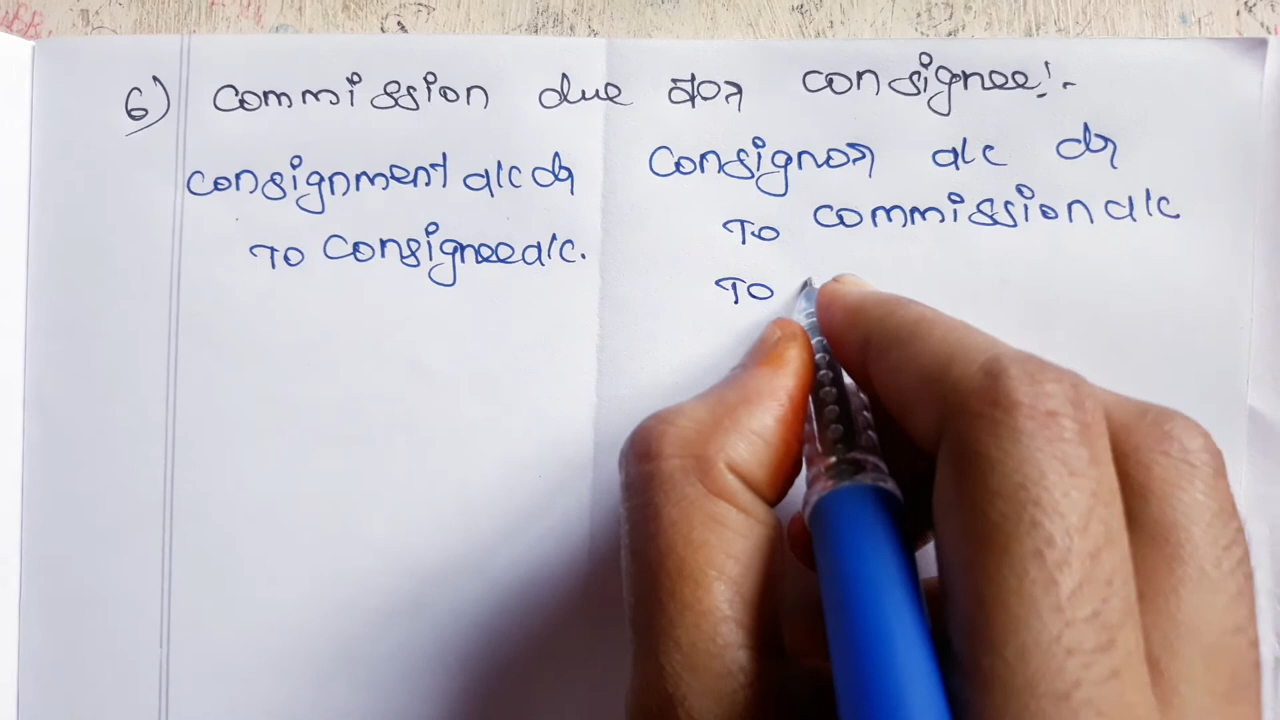 6) Commission due for consignee:-
consignment a/c dr
To Consignee a/c.
Consignor a/c dr
To commission a/c
To